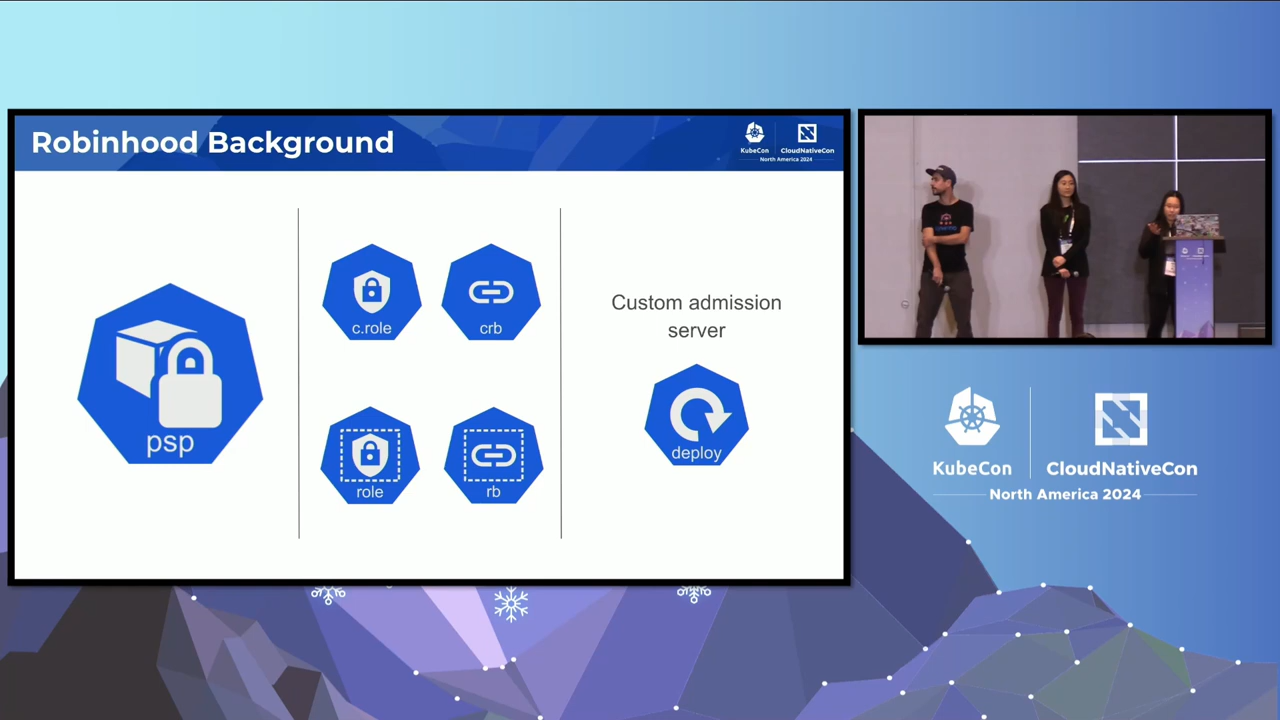 Robinhood Background
KubeCon
CloudNativeCon
North America 2024
psp
c.role
crb
role
rb
Custom admission
server
deploy
KubeCon
CloudNativeCon
North America 2024